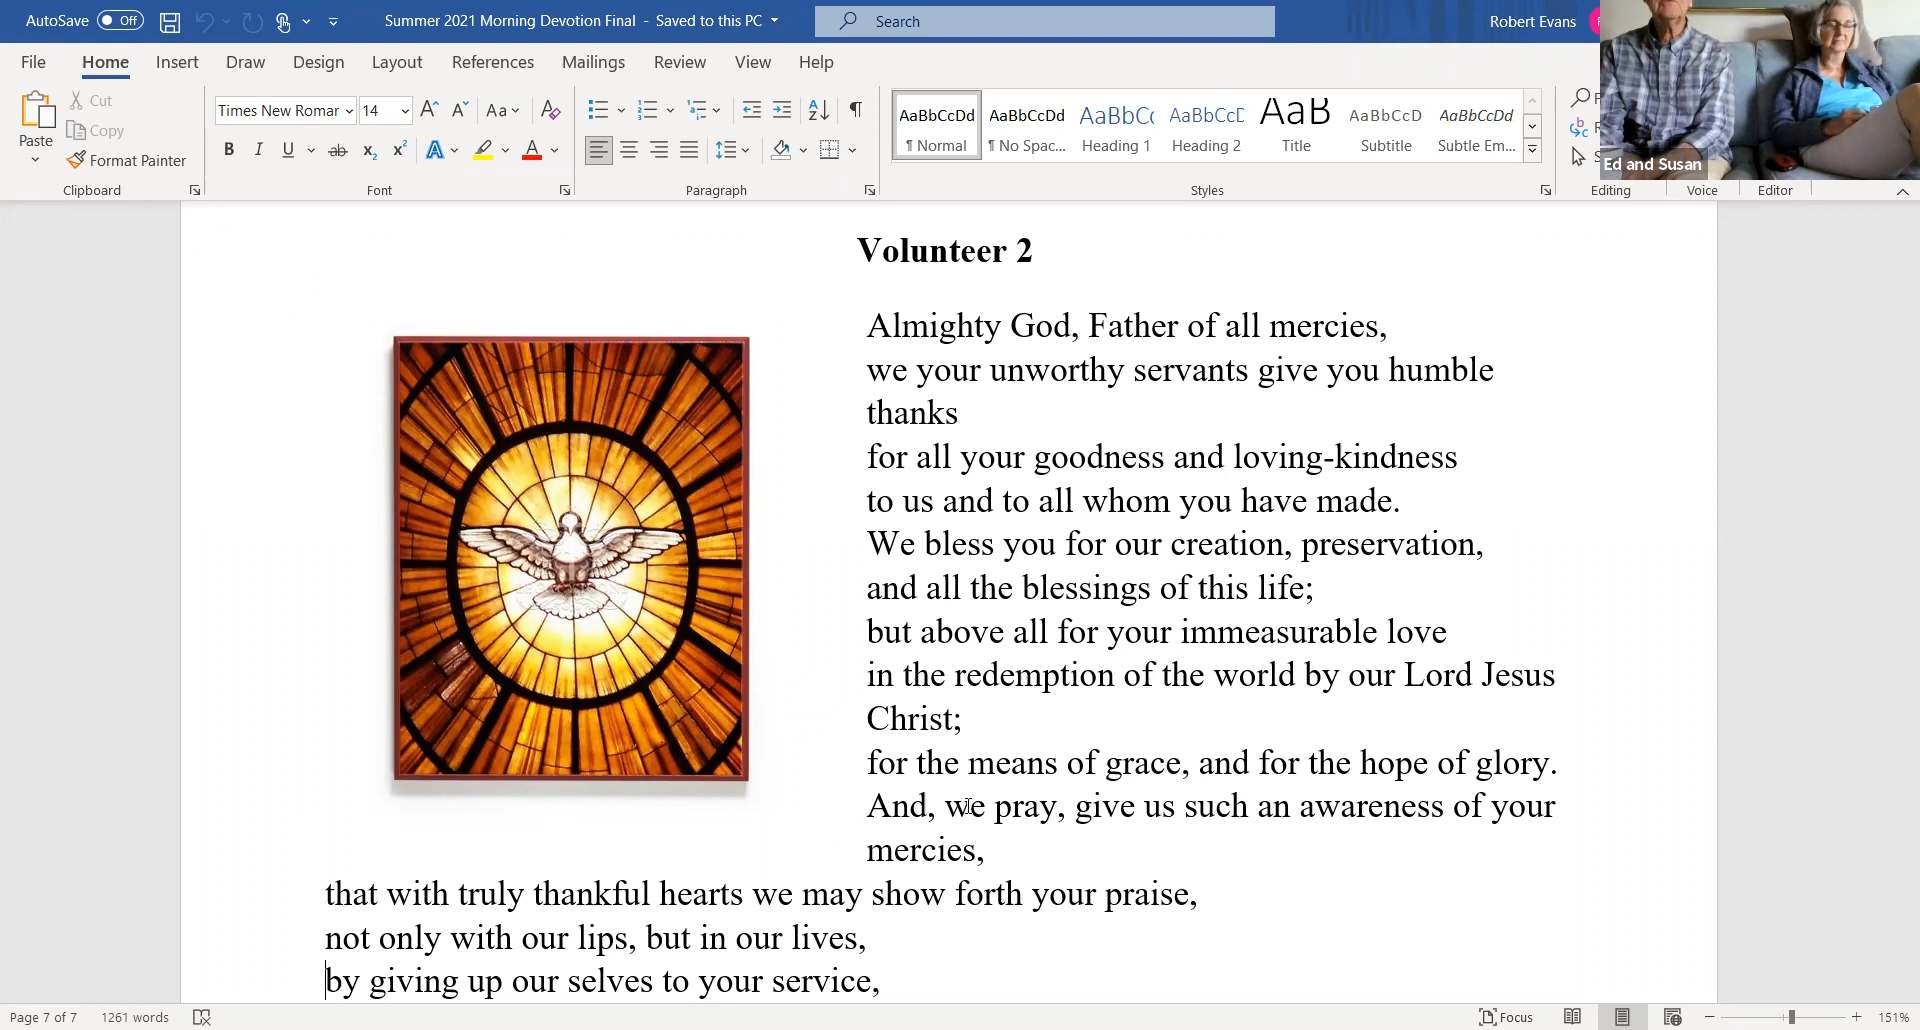 AutoSave Off Summer 2021 Morning Devotion Final - Saved to this PC Search Robert Evans
File Home Insert Draw Design Layout References Mailings Review View Help
Paste Cut Copy Format Painter
Times New Romar 14 Aa
B I U ab x₂ x² A A
AaBbCcDd AaBbCcDd AaBbCc AaBbCcE AaB AaBbCcD AaBbCcDd
¶ Normal ¶ No Spac... Heading 1 Heading 2 Title Subtitle Subtle Em...
Ed and Susan
Clipboard Font Paragraph Styles Editing Voice Editor
Volunteer 2
Almighty God, Father of all mercies,
we your unworthy servants give you humble
thanks
for all your goodness and loving-kindness
to us and to all whom you have made.
We bless you for our creation, preservation,
and all the blessings of this life;
but above all for your immeasurable love
in the redemption of the world by our Lord Jesus
Christ;
for the means of grace, and for the hope of glory.
And, we pray, give us such an awareness of your
mercies,
that with truly thankful hearts we may show forth your praise,
not only with our lips, but in our lives,
by giving up our selves to your service,
Page 7 of 7 1261 words Focus 151%